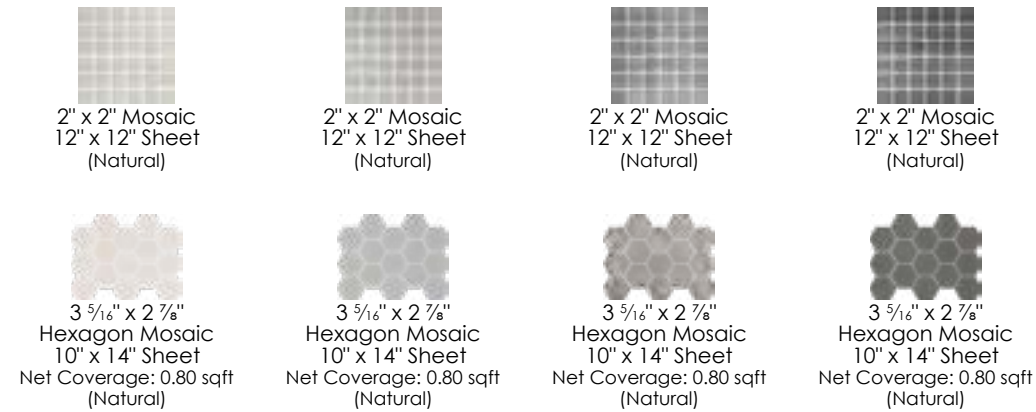 2" x 2" Mosaic
12" x 12" Sheet
(Natural)
2" x 2" Mosaic
12" x 12" Sheet
(Natural)
2" x 2" Mosaic
12" x 12" Sheet
(Natural)
2" x 2" Mosaic
12" x 12" Sheet
(Natural)
3 5/16" x 2 7/8"
Hexagon Mosaic
10" x 14" Sheet
Net Coverage: 0.80 sqft
(Natural)
3 5/16" x 2 7/8"
Hexagon Mosaic
10" x 14" Sheet
Net Coverage: 0.80 sqft
(Natural)
3 5/16" x 2 7/8"
Hexagon Mosaic
10" x 14" Sheet
Net Coverage: 0.80 sqft
(Natural)
3 5/16" x 2 7/8"
Hexagon Mosaic
10" x 14" Sheet
Net Coverage: 0.80 sqft
(Natural)